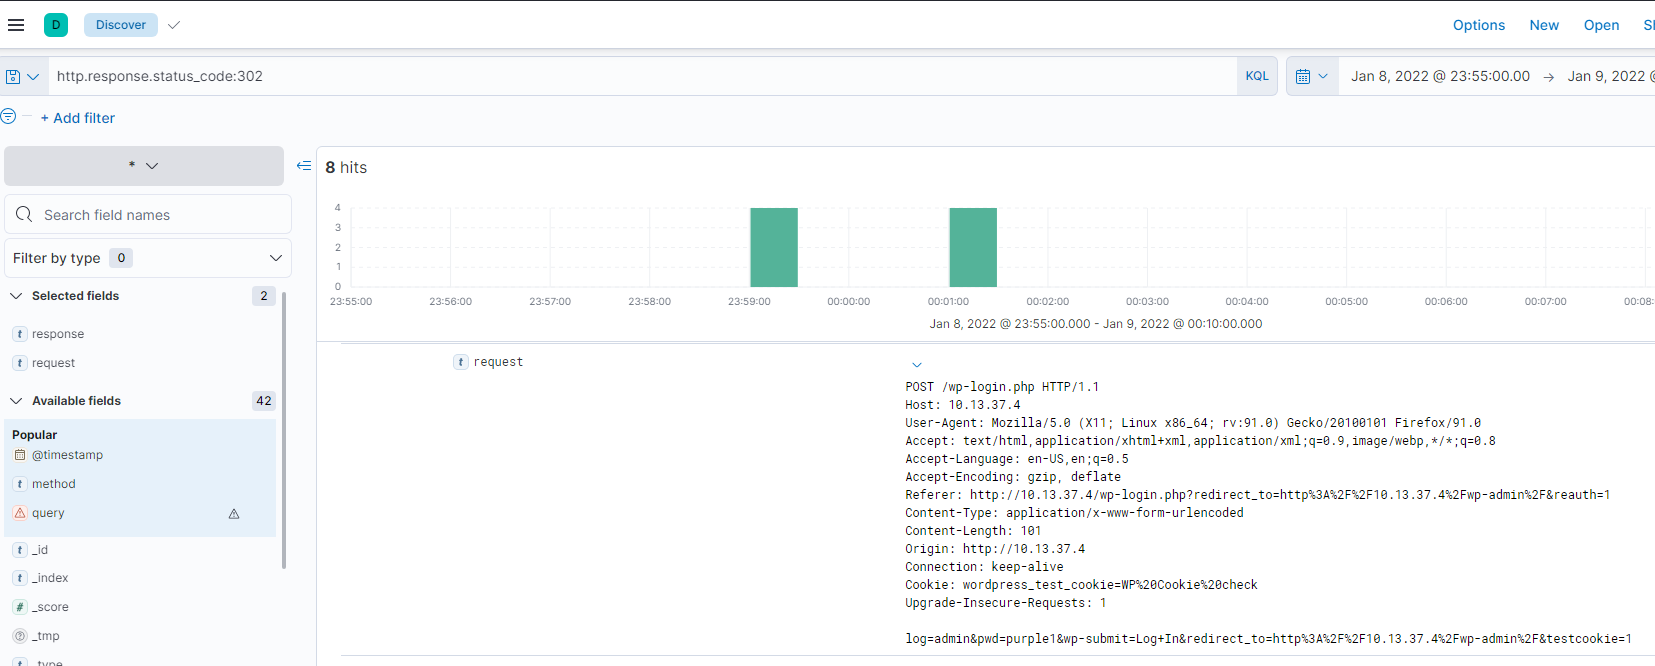 D Discover Options New Open
http.response.status_code:302 KQL Jan 8, 2022 @ 23:55:00.00 → Jan 9, 2022 @
+ Add filter
*
8 hits
Search field names
Filter by type 0
4
3
2
1
0
23:55:00 23:56:00 23:57:00 23:58:00 23:59:00 00:00:00 00:01:00 00:02:00 00:03:00 00:04:00 00:05:00 00:06:00 00:07:00 00:08:
Jan 8, 2022 @ 23:55:00.000 - Jan 9, 2022 @ 00:10:00.000
Selected fields 2
t response
t request
Available fields 42
Popular
@timestamp
t method
query
t _id
t _index
# _score
_tmp
t _type
t request
POST /wp-login.php HTTP/1.1
Host: 10.13.37.4
User-Agent: Mozilla/5.0 (X11; Linux x86_64; rv:91.0) Gecko/20100101 Firefox/91.0
Accept: text/html,application/xhtml+xml,application/xml;q=0.9,image/webp,*/*;q=0.8
Accept-Language: en-US,en;q=0.5
Accept-Encoding: gzip, deflate
Referer: http://10.13.37.4/wp-login.php?redirect_to=http%3A%2F%2F10.13.37.4%2Fwp-admin%2F&reauth=1
Content-Type: application/x-www-form-urlencoded
Content-Length: 101
Origin: http://10.13.37.4
Connection: keep-alive
Cookie: wordpress_test_cookie=WP%20Cookie%20check
Upgrade-Insecure-Requests: 1
log=admin&pwd=purple1&wp-submit=Log+In&redirect_to=http%3A%2F%2F10.13.37.4%2Fwp-admin%2F&testcookie=1